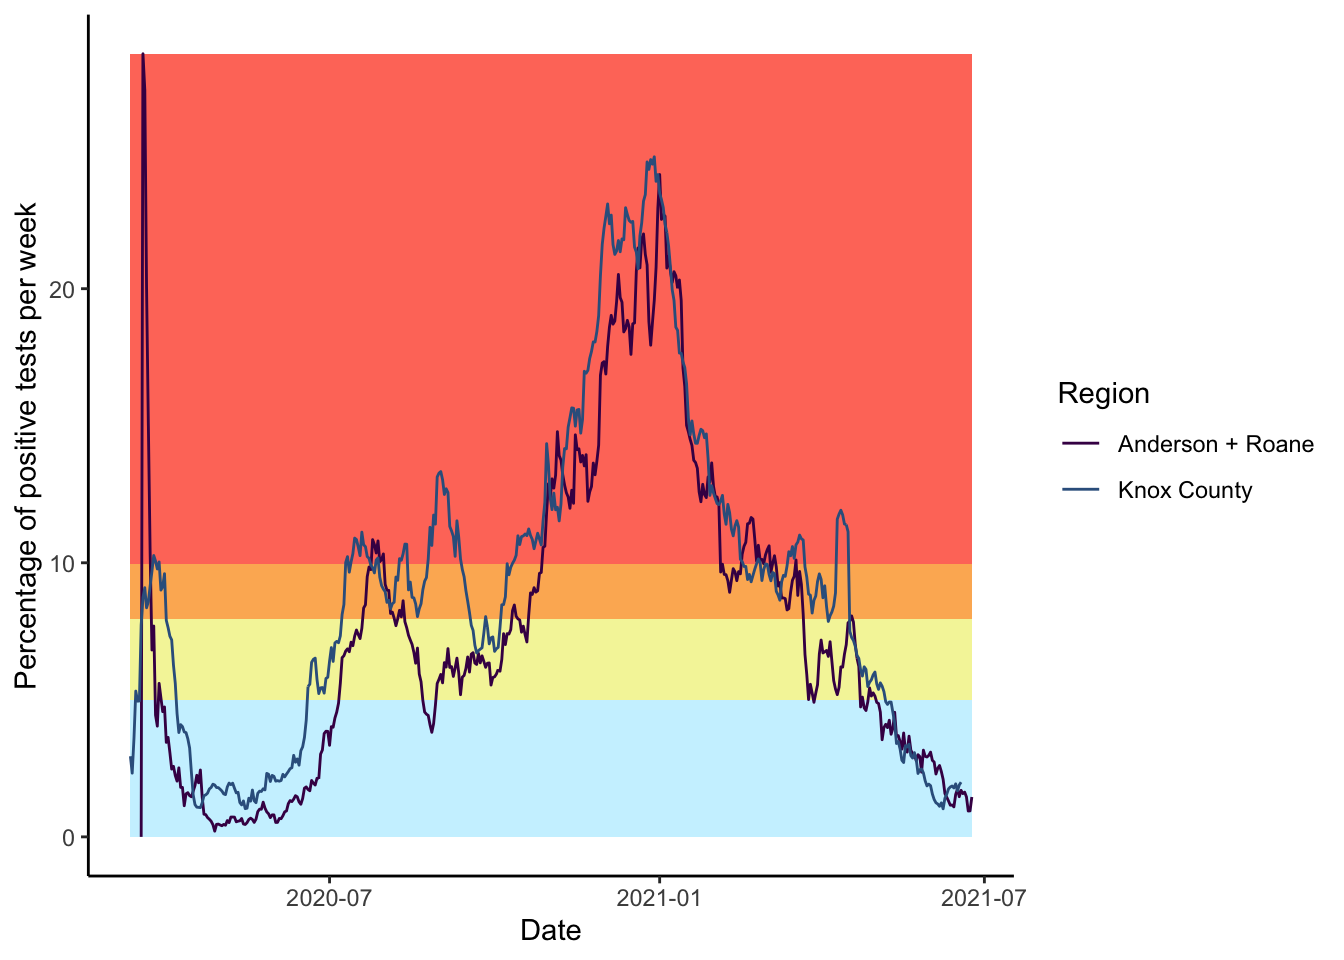 Percentage of positive tests per week
20
10
0
2020-07
2021-01
2021-07
Date
Region
Anderson + Roane
Knox County